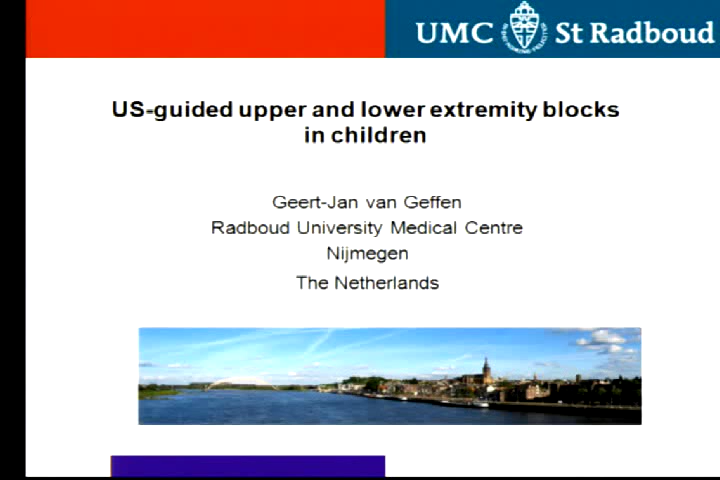 UMC St Radboud
US-guided upper and lower extremity blocks
in children
Geert-Jan van Geffen
Radboud University Medical Centre
Nijmegen
The Netherlands